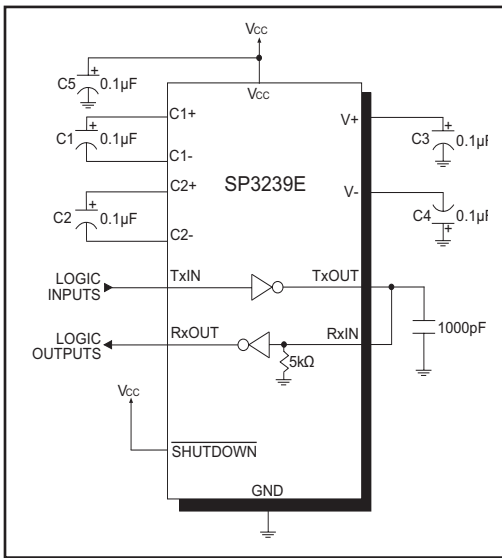 VCC
C5
+
0.1µF
VCC
C1
+
0.1µF
C1+
C1-
C2
+
0.1µF
C2+
C2-
SP3239E
V+
C3
+
0.1µF
V-
C4
0.1µF
+
LOGIC
INPUTS
TxIN
TxOUT
LOGIC
OUTPUTS
RxOUT
RxIN
5kΩ
1000pF
VCC
SHUTDOWN
GND